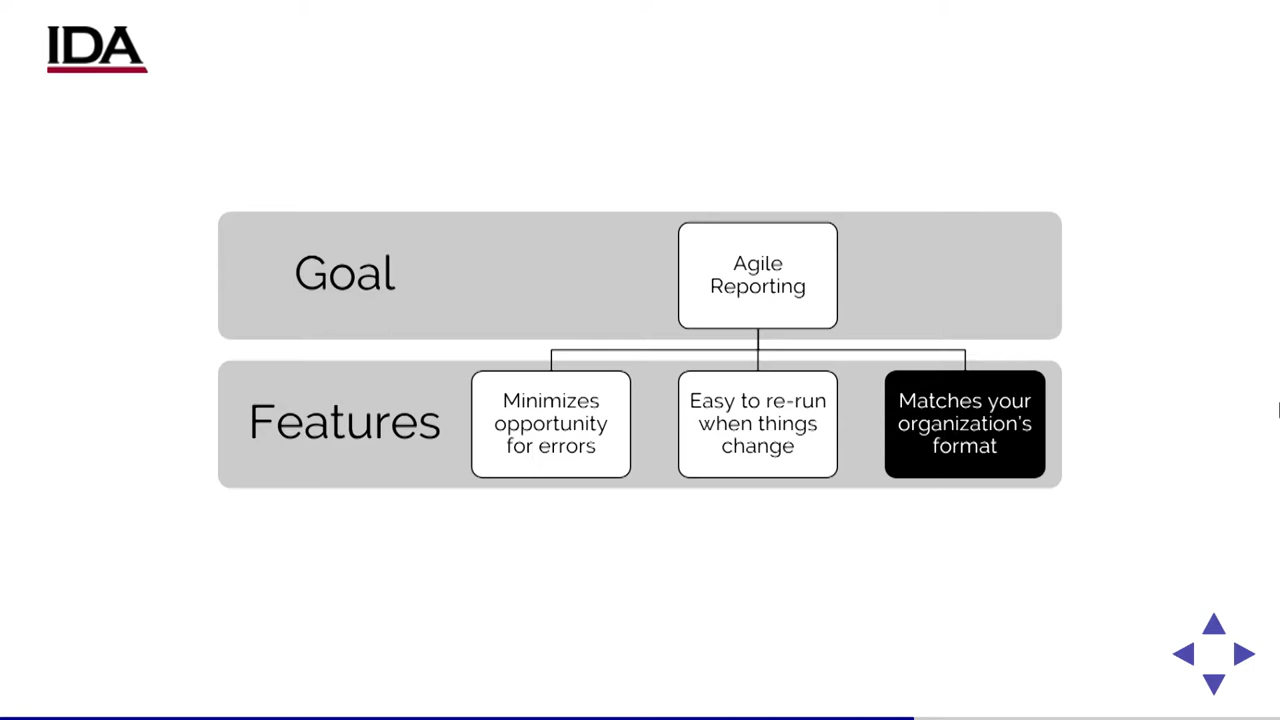 IDA
Goal
Agile
Reporting
Features
Minimizes
opportunity
for errors
Easy to re-run
when things
change
Matches your
organization's
format